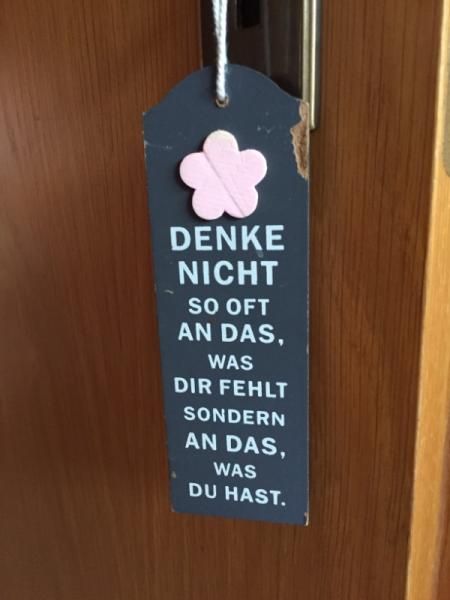 DENKE
NICHT
SO OFT
AN DAS,
WAS
DIR FEHLT
SONDERN
AN DAS,
WAS
DU HAST.